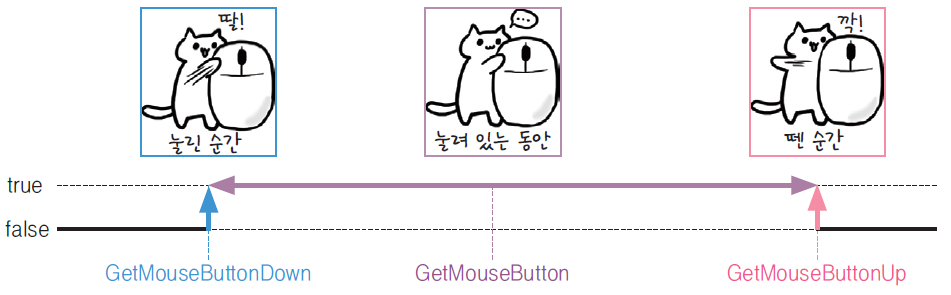 딸!
눌린 순간
...
눌려 있는 동안
깍!
뗀 순간
true
false
GetMouseButtonDown
GetMouseButton
GetMouseButtonUp